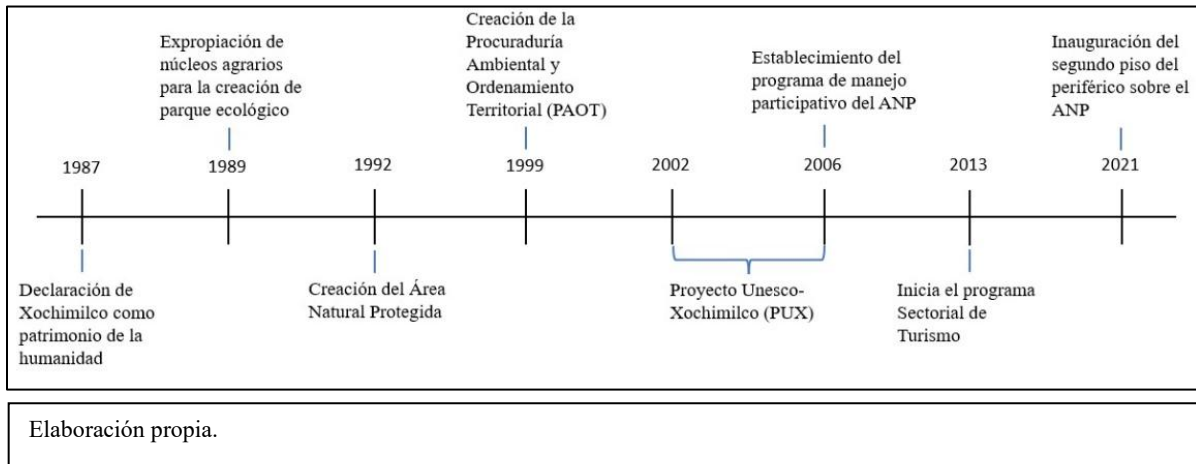 Expropiación de
núcleos agrarios
para la creación de
parque ecológico
Creación de la
Procuraduría
Ambiental y
Ordenamiento
Territorial (PAOT)
Establecimiento del
programa de manejo
participativo del ANP
Inauguración del
segundo piso del
periférico sobre el
ANP
1987
1989
1992
1999
2002
2006
2013
2021
Declaración de
Xochimilco como
patrimonio de la
humanidad
Creación del Área
Natural Protegida
Proyecto Unesco-
Xochimilco (PUX)
Inicia el programa
Sectorial de
Turismo
Elaboración propia.